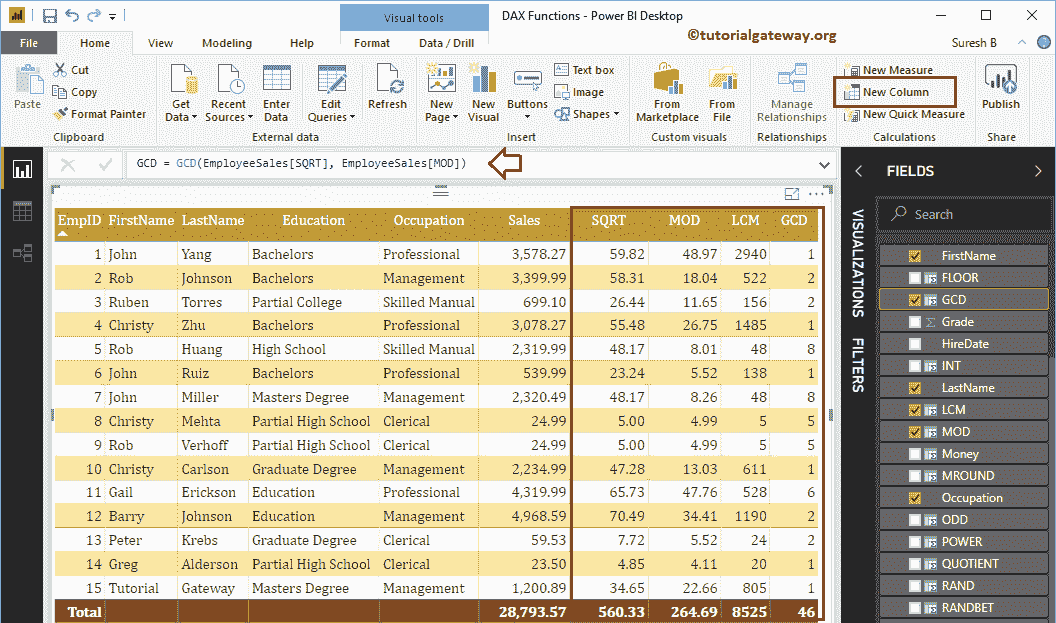 Visual tools
DAX Functions - Power BI Desktop
©tutorialgateway.org
File Home View Modeling Help Format Data / Drill Suresh B
Paste
Cut
Copy
Format Painter
Clipboard
Get Data
Recent Sources
Enter Data
Edit Queries
External data
Refresh
New Page
New Visual
Buttons
Text box
Image
Shapes
Insert
From Marketplace
From File
Custom visuals
Manage Relationships
Relationships
New Measure
New Column
New Quick Measure
Calculations
Publish
Share
GCD = GCD(EmployeeSales[SQRT], EmployeeSales[MOD])
EmpID FirstName LastName Education Occupation Sales SQRT MOD LCM GCD
1 John Yang Bachelors Professional 3,578.27 59.82 48.97 2940 1
2 Rob Johnson Bachelors Management 3,399.99 58.31 18.04 522 2
3 Ruben Torres Partial College Skilled Manual 699.10 26.44 11.65 156 2
4 Christy Zhu Bachelors Professional 3,078.27 55.48 26.75 1485 1
5 Rob Huang High School Skilled Manual 2,319.99 48.17 8.01 48 8
6 John Ruiz Bachelors Professional 539.99 23.24 5.52 138 1
7 John Miller Masters Degree Management 2,320.49 48.17 8.26 48 8
8 Christy Mehta Partial High School Clerical 24.99 5.00 4.99 5 5
9 Rob Verhoff Partial High School Clerical 24.99 5.00 4.99 5 5
10 Christy Carlson Graduate Degree Management 2,234.99 47.28 13.03 611 1
11 Gail Erickson Education Professional 4,319.99 65.73 47.76 528 6
12 Barry Johnson Education Management 4,968.59 70.49 34.41 1190 2
13 Peter Krebs Graduate Degree Clerical 59.53 7.72 5.52 24 2
14 Greg Alderson Partial High School Clerical 23.50 4.85 4.11 20 1
15 Tutorial Gateway Masters Degree Management 1,200.89 34.65 22.66 805 1
Total 28,793.57 560.33 264.69 8525 46
VISUALIZATIONS
FILTERS
FIELDS
Search
FirstName
FLOOR
GCD
Grade
HireDate
INT
LastName
LCM
MOD
Money
MROUND
Occupation
ODD
POWER
QUOTIENT
RAND
RANDBET